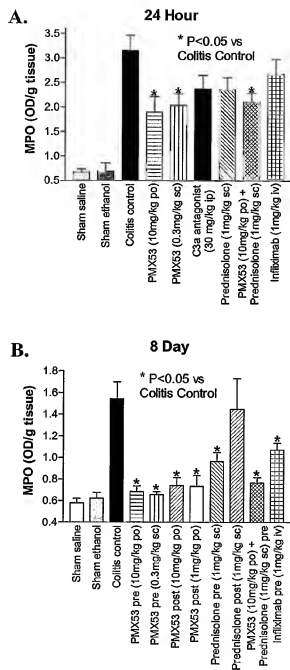 A.
24 Hour
* P<0.05 vs
Colitis Control
MPO (OD/g tissue)
3.5
3.0
2.5
2.0
1.5
1.0
0.5
* * *
Sham saline
Sham ethanol
Colitis control
PMX53 (10mg/kg po)
PMX53 (0.3mg/kg sc)
C3a antagonist
(30 mg/kg ip)
Prednisolone (1mg/kg sc)
PMX53 (10mg/kg po) +
Prednisolone (1mg/kg sc)
Infliximab (1mg/kg iv)
B.
8 Day
* P<0.05 vs
Colitis Control
MPO (OD/g tissue)
1.8
1.6
1.4
1.2
1.0
0.8
0.6
0.4
* * * * * * *
Sham saline
Sham ethanol
Colitis control
PMX53 pre (10mg/kg po)
PMX53 pre (0.3mg/kg sc)
PMX53 post (10mg/kg po)
PMX53 post (1mg/kg po)
Prednisolone pre (1mg/kg sc)
Prednisolone post (1mg/kg sc)
PMX53 (10mg/kg po) +
Prednisolone (1mg/kg sc) pre
Infliximab pre (1mg/kg iv)